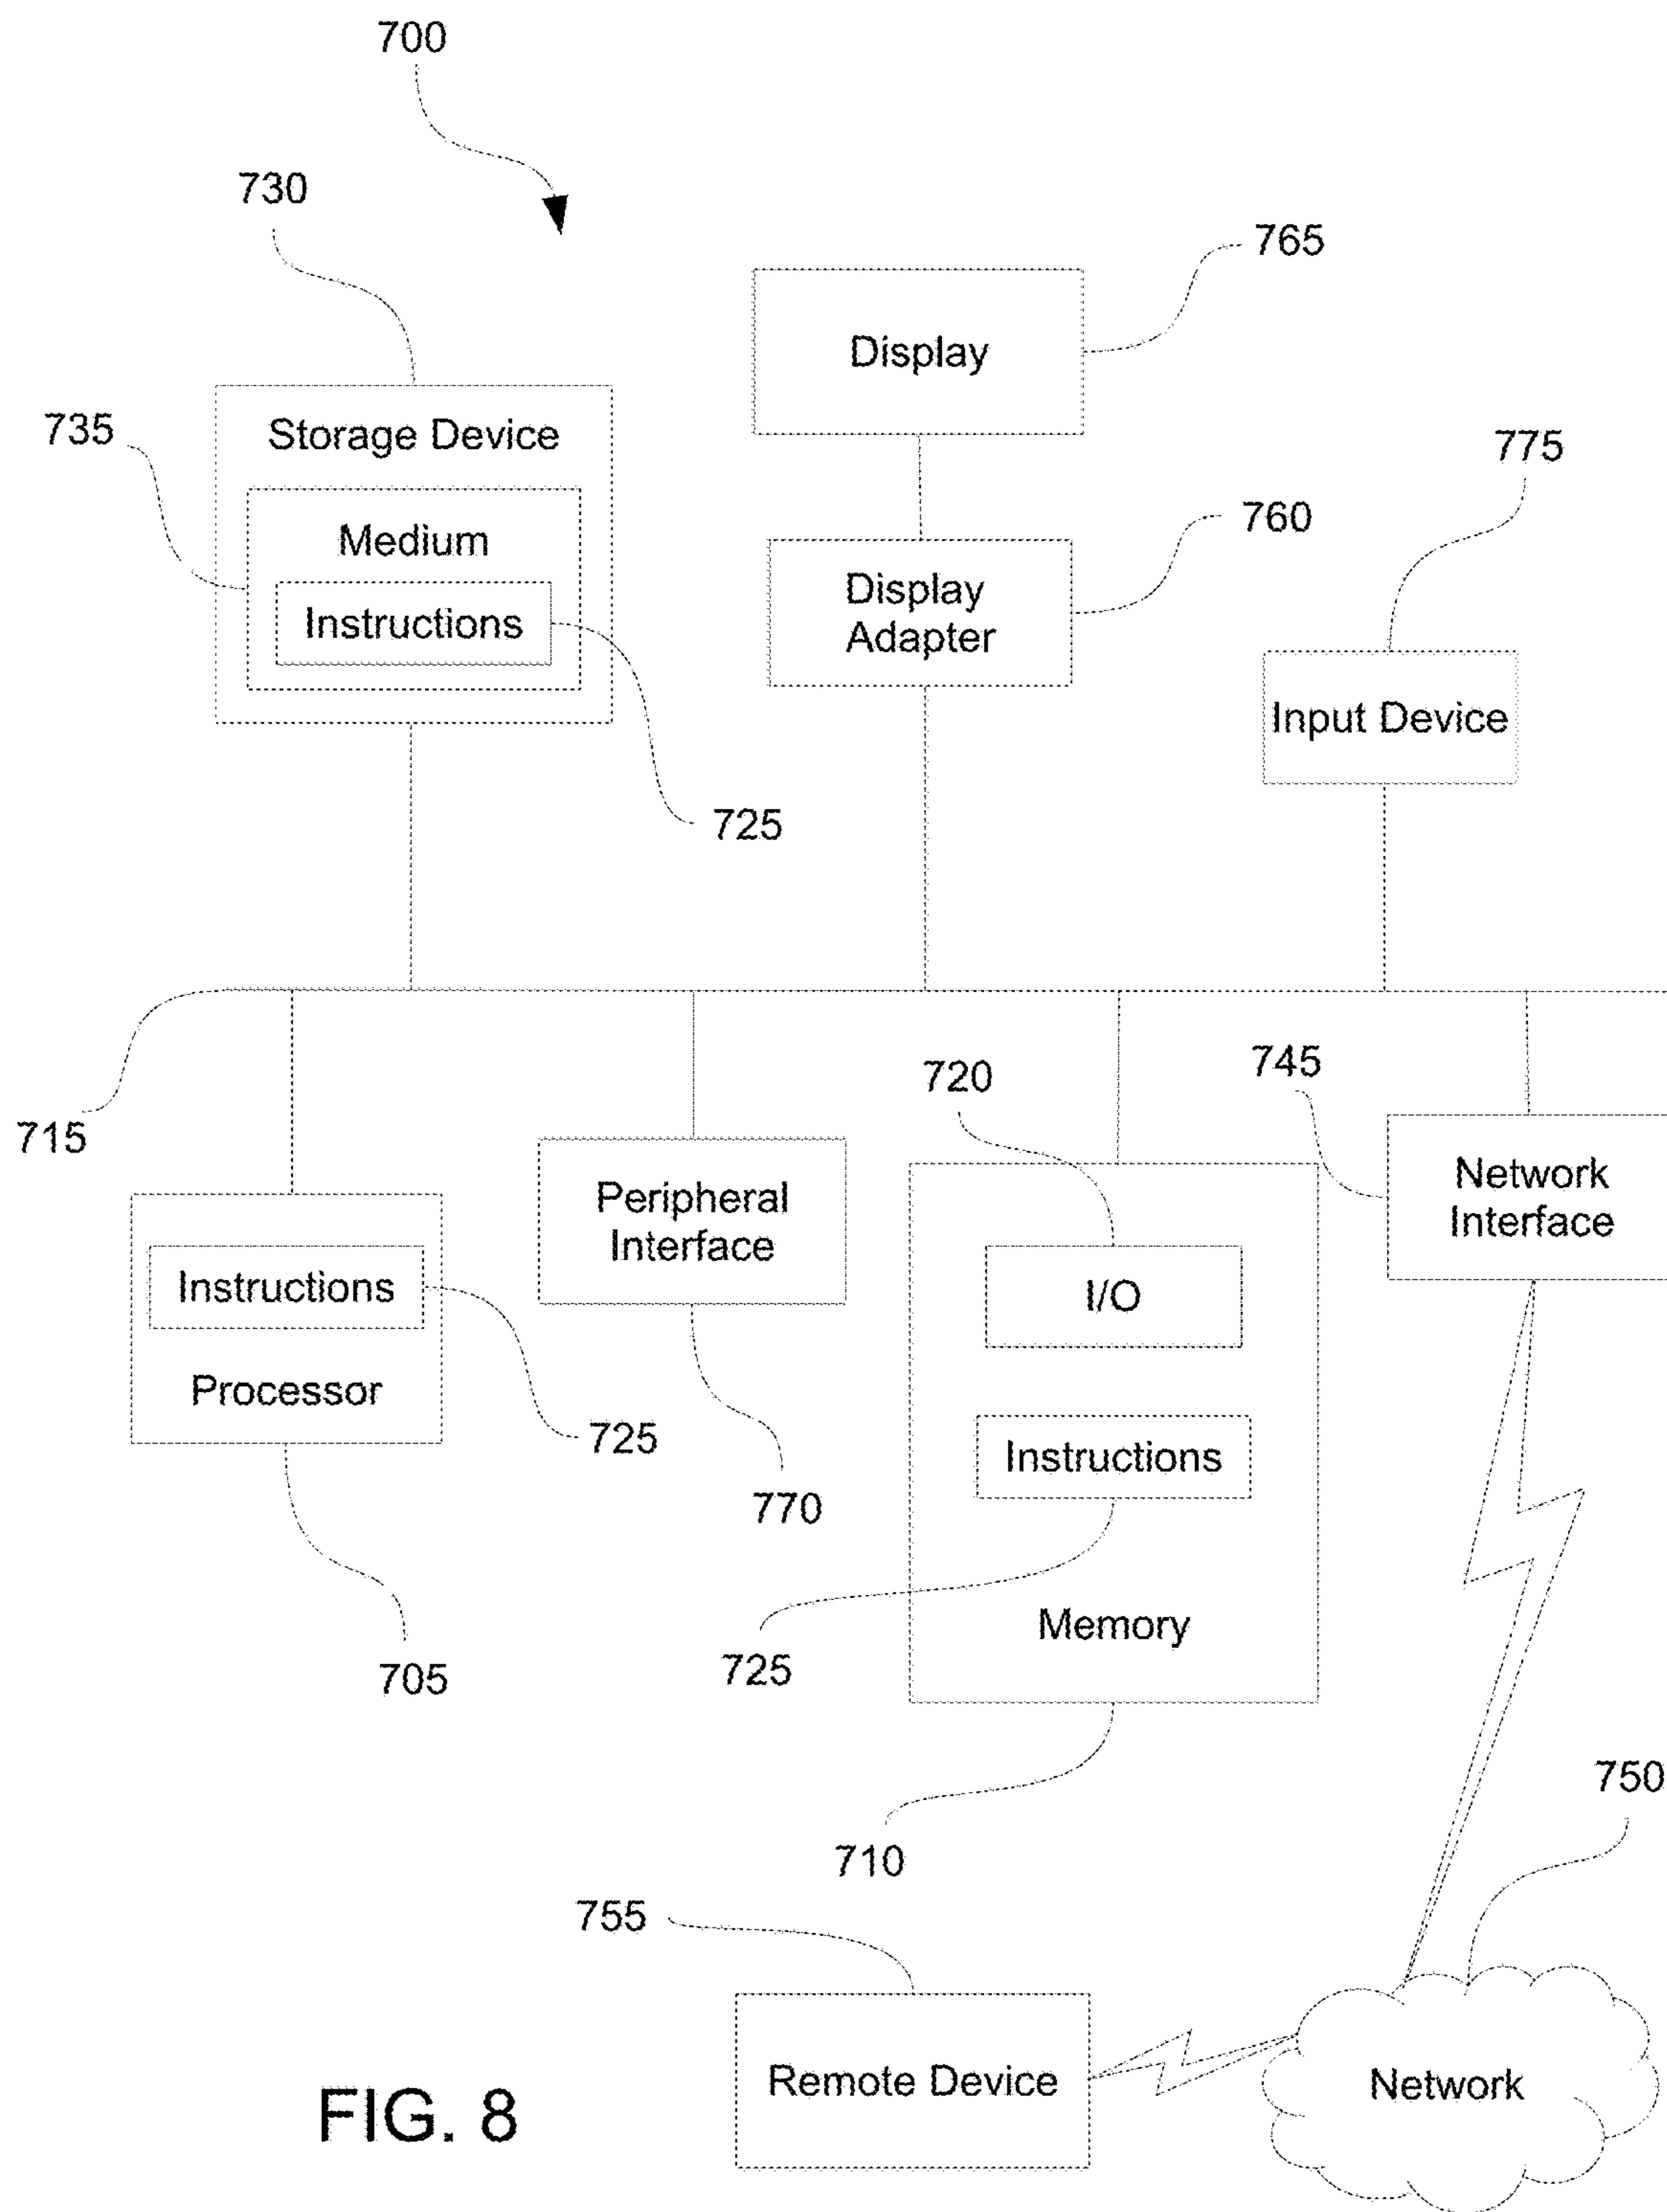 700
730
765
Display
735
Storage Device
775
760
Medium
Display
Adapter
Instructions
Input Device
725
715
720
745
Peripheral
Interface
Network
Interface
Instructions
I/O
Processor
725
Instructions
770
Memory
705
725
750
710
755
Remote Device
Network
FIG. 8